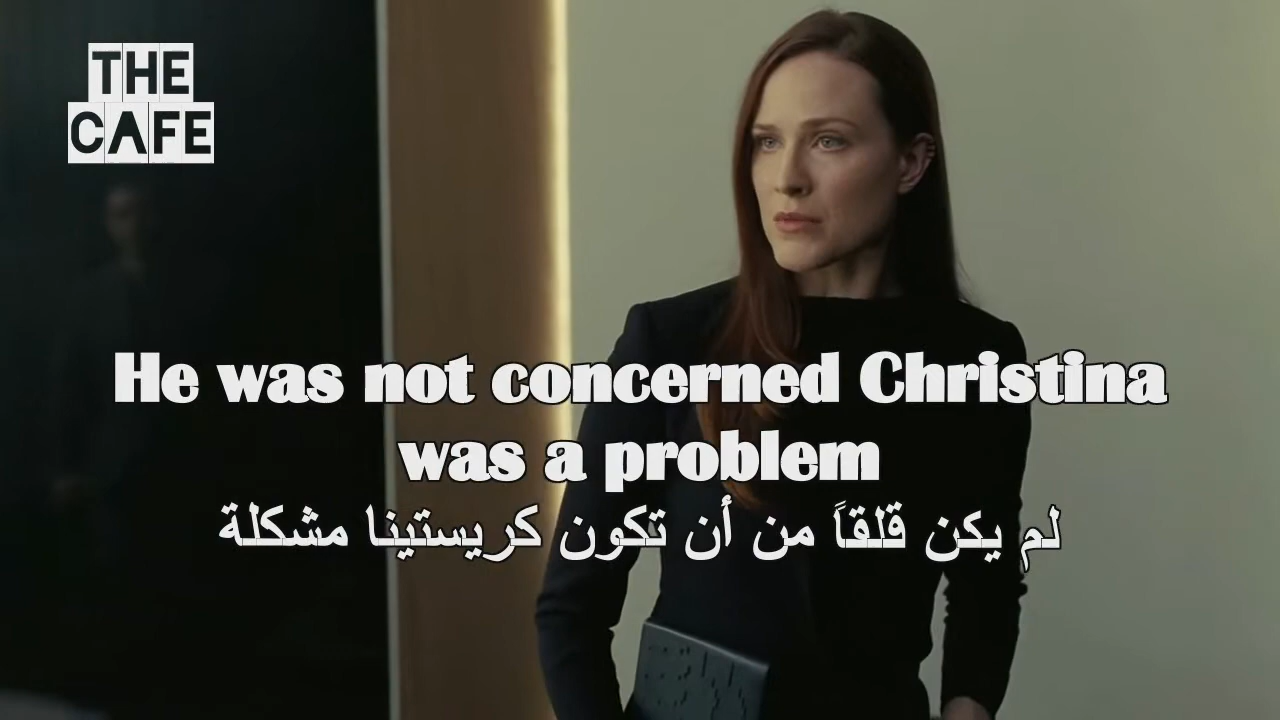 THE
CAFE
He was not concerned Christina
was a problem
لم يكن قلقاً من أن تكون كريستينا مشكلة